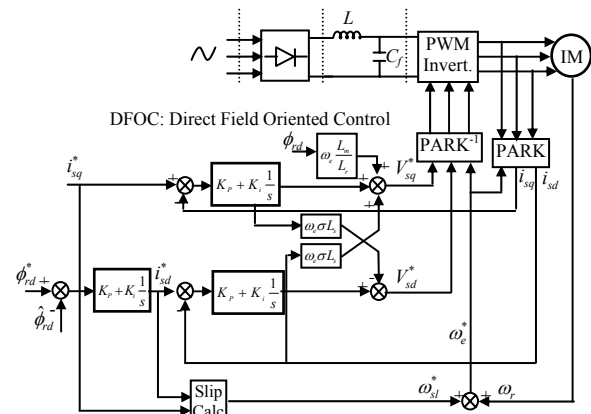 L
C_f
PWM
Invert.
IM
DFOC: Direct Field Oriented Control
ϕ_rd
ω_e L_m/L_r
PARK⁻¹
PARK
i*_sq
+
-
K_P + K_i 1/s
+
+
+
V*_sq
i_sq
i_sd
ω_e σL_s
ω_e σL_s
ϕ*_rd
+
ϕ̂_rd
-
K_P + K_i 1/s
i*_sd
+
-
K_P + K_i 1/s
+
-
V*_sd
ω*_e
Slip
Calc
ω*_sl
+
+
ω_r